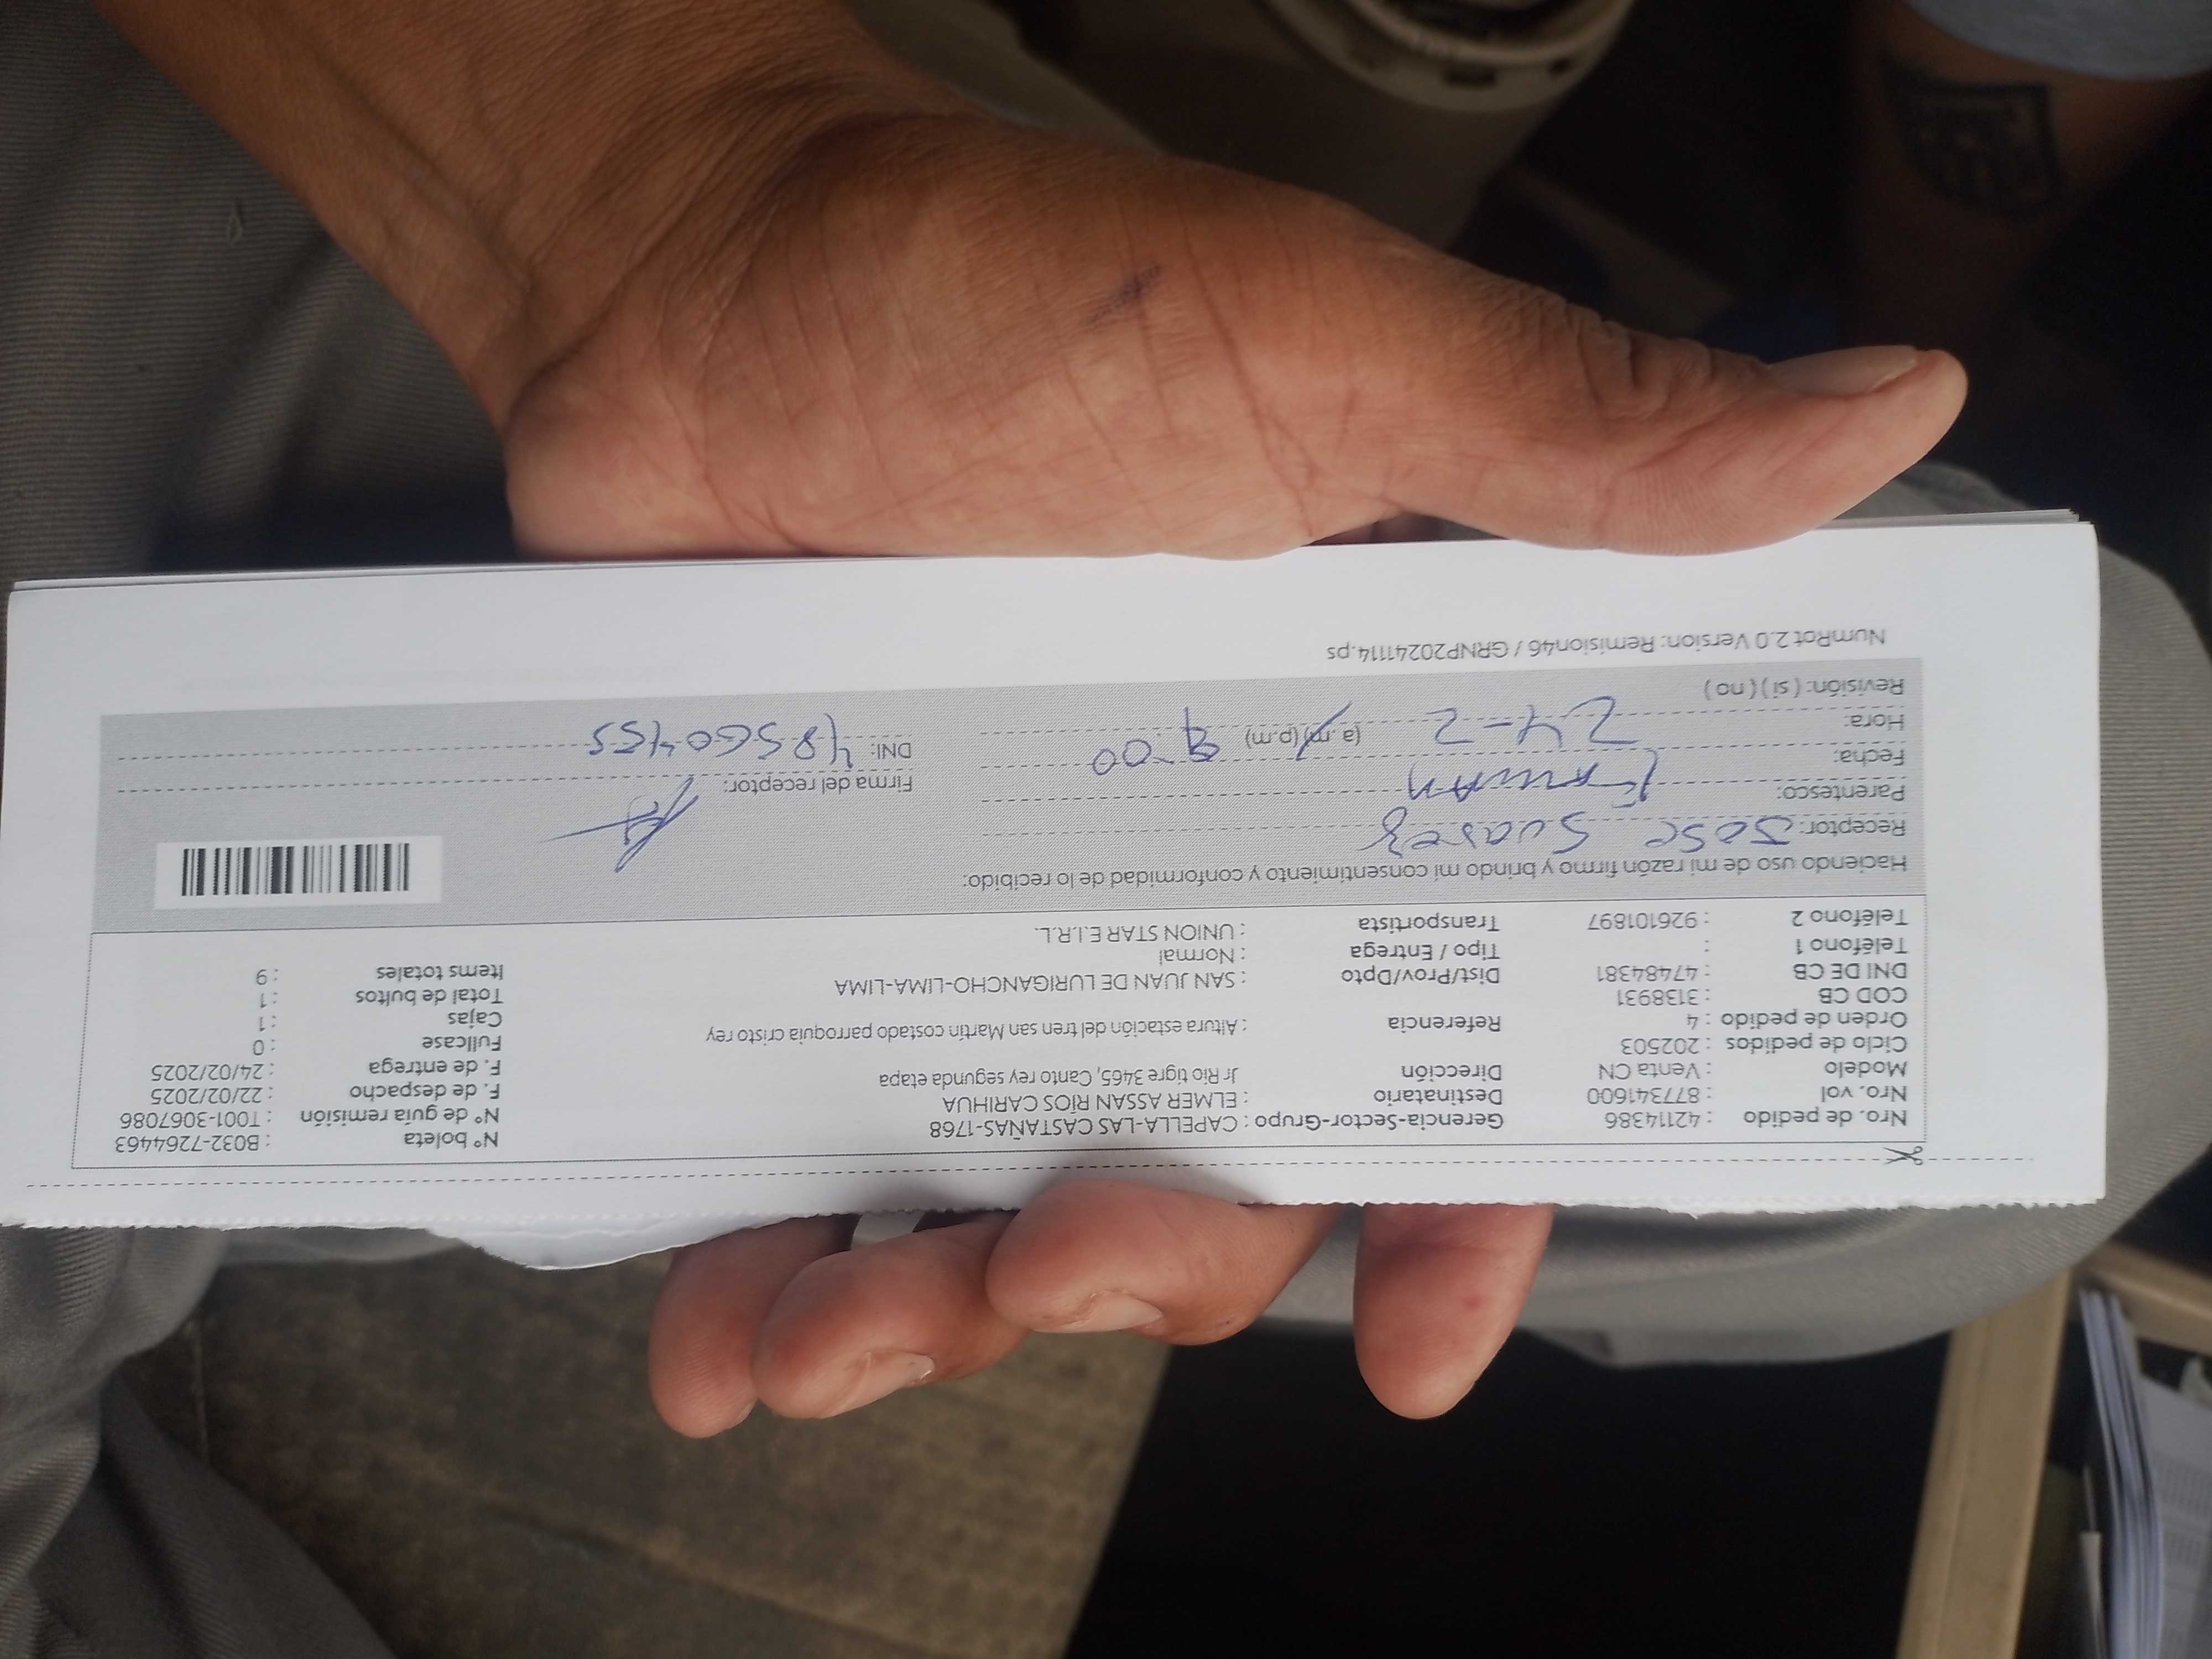 Nro. de pedido : 42114386
Nro. vol : 877341600
Modelo : Venta CN
Ciclo de pedidos : 202503
Orden de pedido : 4
COD CB : 3138931
DNI DE CB : 47484381
Teléfono 1 :
Teléfono 2 : 926101897
Gerencia-Sector-Grupo : CAPELLA-LAS CASTAÑAS-1768
Destinatario : ELMER ASSAN RÍOS CARIHUA
Dirección Jr Rio tigre 3465, Canto rey segunda etapa
Referencia : Altura estación del tren san Martín costado parroquia cristo rey
Dist/Prov/Dpto : SAN JUAN DE LURIGANCHO-LIMA-LIMA
Tipo / Entrega : Normal
Transportista : UNION STAR E.I.R.L.
N° boleta : B032-7264463
N° de guía remisión : T001-3067086
F. de despacho : 22/02/2025
F. de entrega : 24/02/2025
Fullcase : 0
Cajas : 1
Total de bultos : 1
Items totales : 9
Haciendo uso de mi razón firmo y brindo mi consentimiento y conformidad de lo recibido:
Receptor: Jose Suarez
Parentesco:
Fecha: 24-2
Hora: (a.m)(p.m) 9:00
Revisión: ( si ) ( no )
Firma del receptor:
DNI: 48560455
NumRot 2.0 Version: Remision46 / GRNP20241114.ps